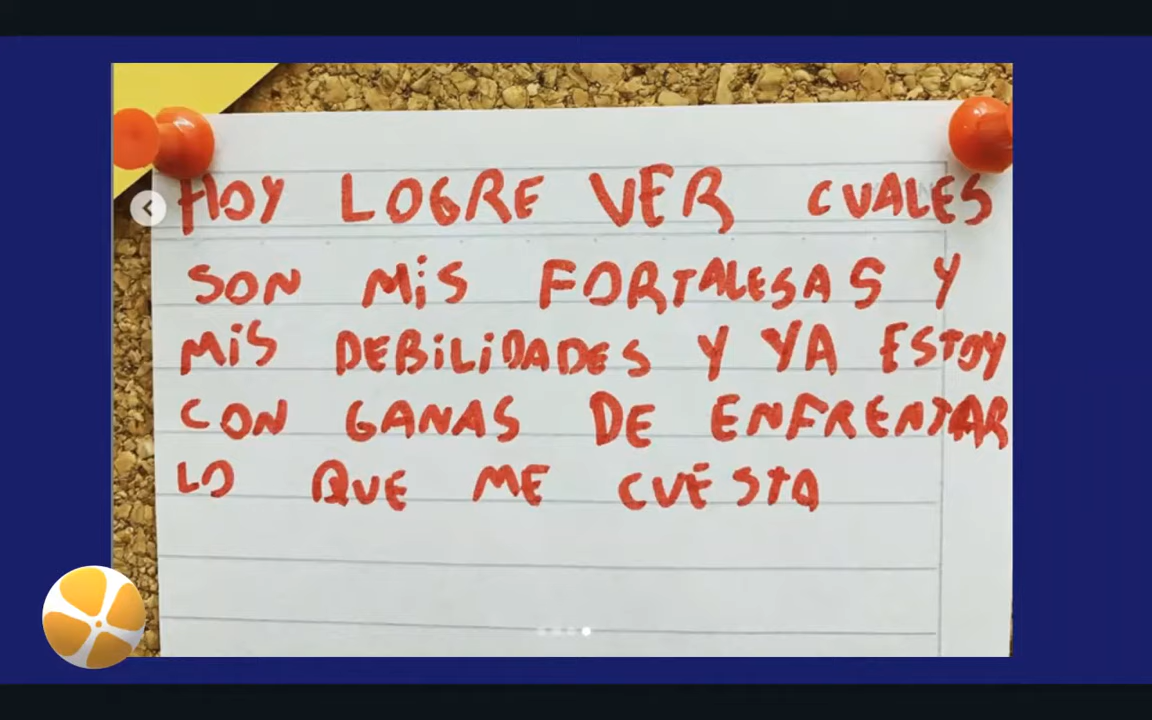 HOY LOGRE VER CUALES
SON MiS FORTALESAS Y
MiS DEBiLiDADES Y YA ESTOY
CON GANAS DE ENFRENTAR
LO QUE ME CUESTA